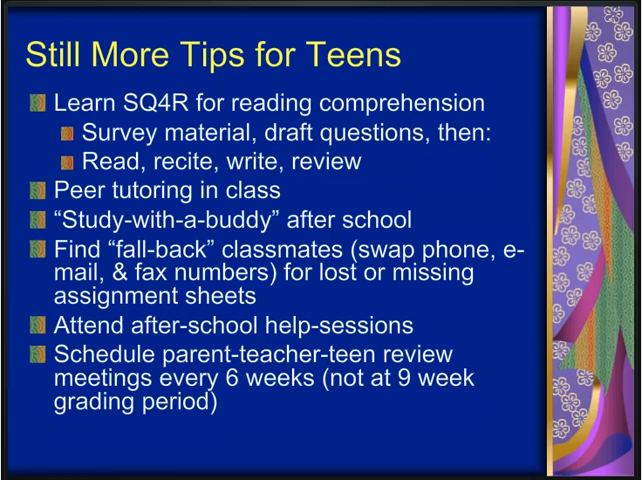 Still More Tips for Teens
Learn SQ4R for reading comprehension
Survey material, draft questions, then:
Read, recite, write, review
Peer tutoring in class
“Study-with-a-buddy” after school
Find “fall-back” classmates (swap phone, e-
mail, & fax numbers) for lost or missing
assignment sheets
Attend after-school help-sessions
Schedule parent-teacher-teen review
meetings every 6 weeks (not at 9 week
grading period)